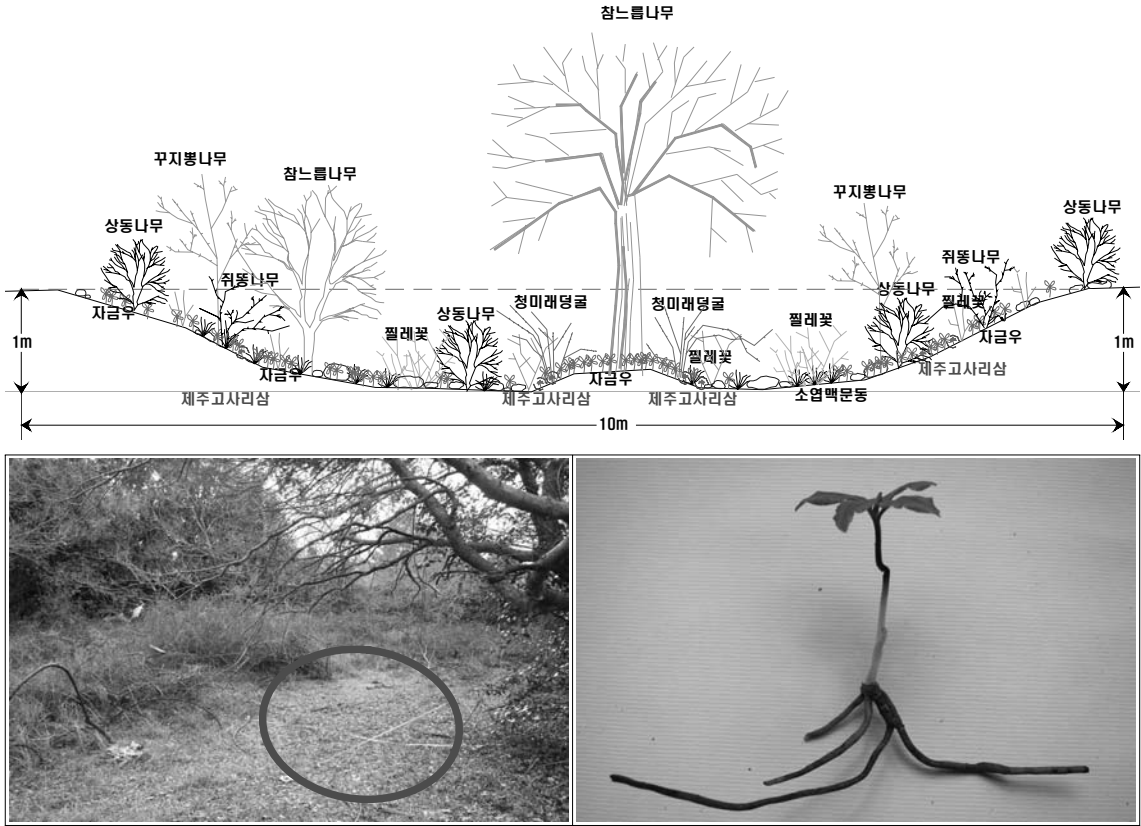 참느릅나무
꾸지뽕나무
참느릅나무
꾸지뽕나무
상동나무
상동나무
쥐똥나무
쥐똥나무
자금우
상동나무
청미래덩굴
청미래덩굴
찔레꽃
상동나무
찔레꽃
1m
찔레꽃
찔레꽃
자금우
1m
자금우
자금우
제주고사리삼
제주고사리삼
제주고사리삼
제주고사리삼
소엽맥문동
10m